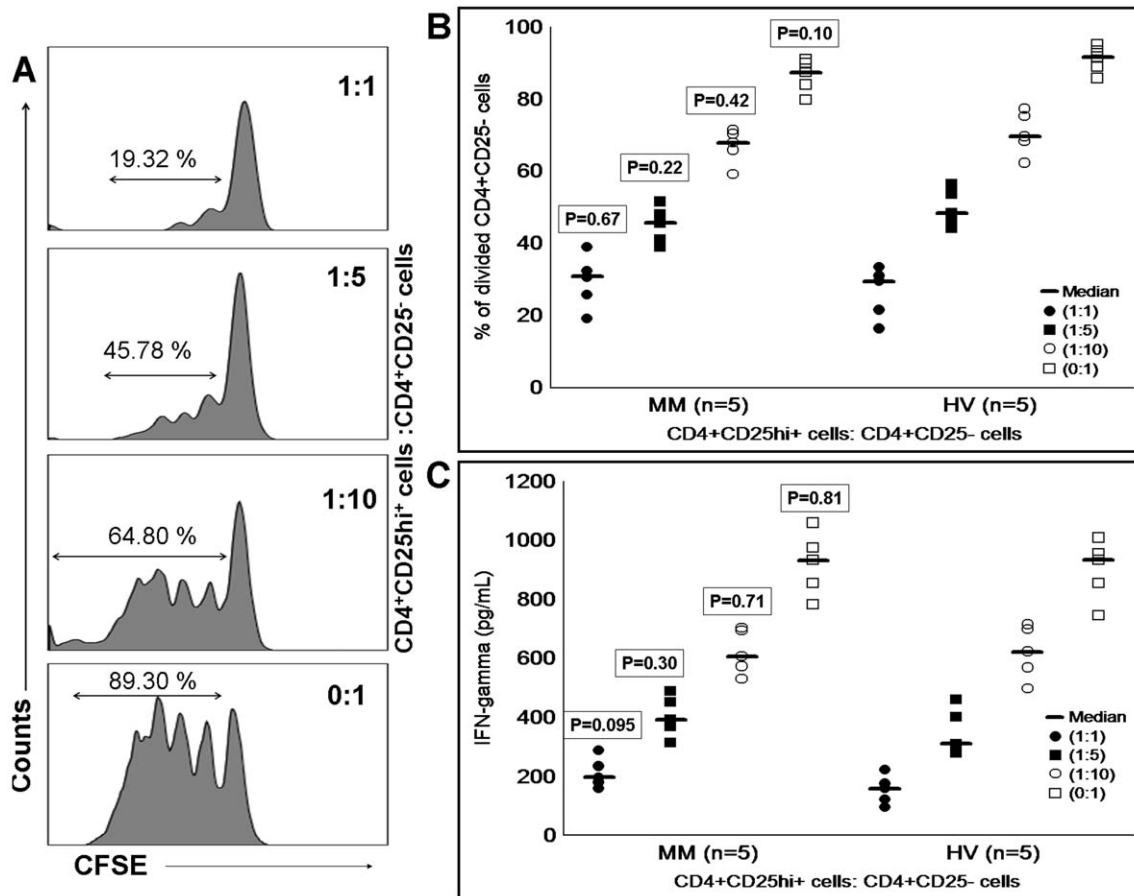 A
1:1
19.32 %
1:5
45.78 %
1:10
64.80 %
0:1
89.30 %
Counts
CFSE
CD4+CD25hi+ cells :CD4+CD25- cells
B
100
80
60
40
20
0
% of divided CD4+CD25- cells
P=0.67
P=0.22
P=0.42
P=0.10
Median
(1:1)
(1:5)
(1:10)
(0:1)
MM (n=5)
HV (n=5)
CD4+CD25hi+ cells: CD4+CD25- cells
C
1200
1000
800
600
400
200
0
IFN-gamma (pg/mL)
P=0.095
P=0.30
P=0.71
P=0.81
Median
(1:1)
(1:5)
(1:10)
(0:1)
MM (n=5)
HV (n=5)
CD4+CD25hi+ cells: CD4+CD25- cells